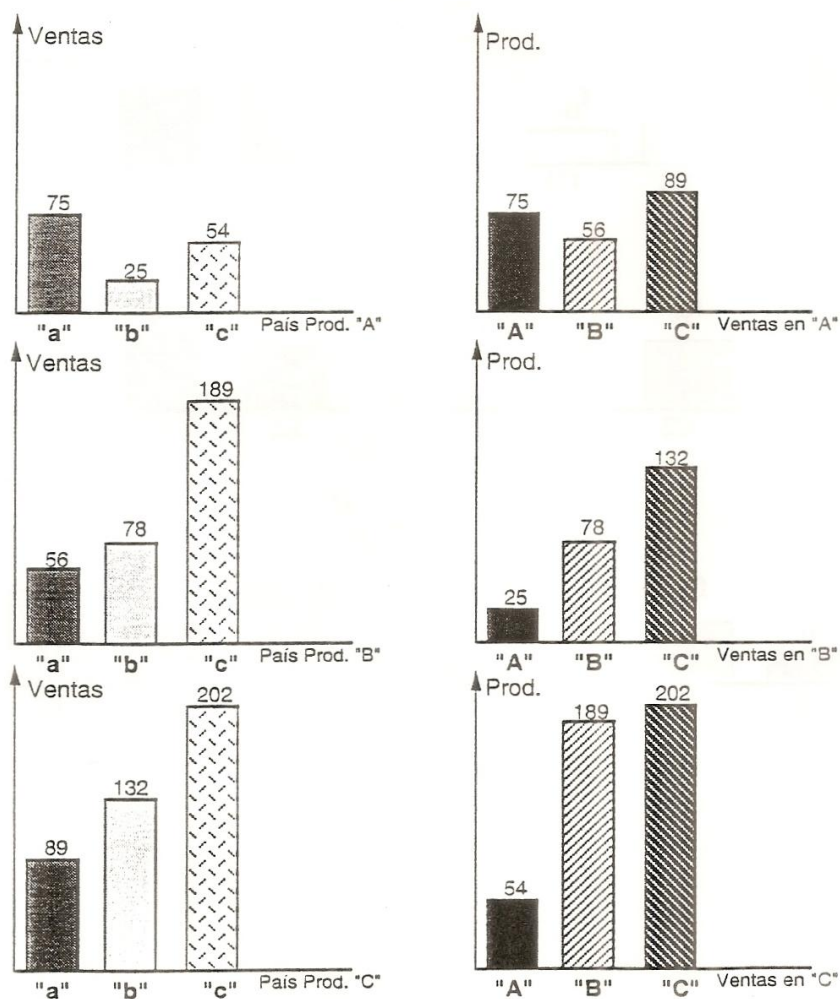 Ventas
75
25
54
"a" "b" "c" País Prod. "A"
Prod.
75
56
89
"A" "B" "C" Ventas en "A"
Ventas
56
78
189
"a" "b" "c" País Prod. "B"
Prod.
25
78
132
"A" "B" "C" Ventas en "B"
Ventas
89
132
202
"a" "b" "c" País Prod. "C"
Prod.
54
189
202
"A" "B" "C" Ventas en "C"